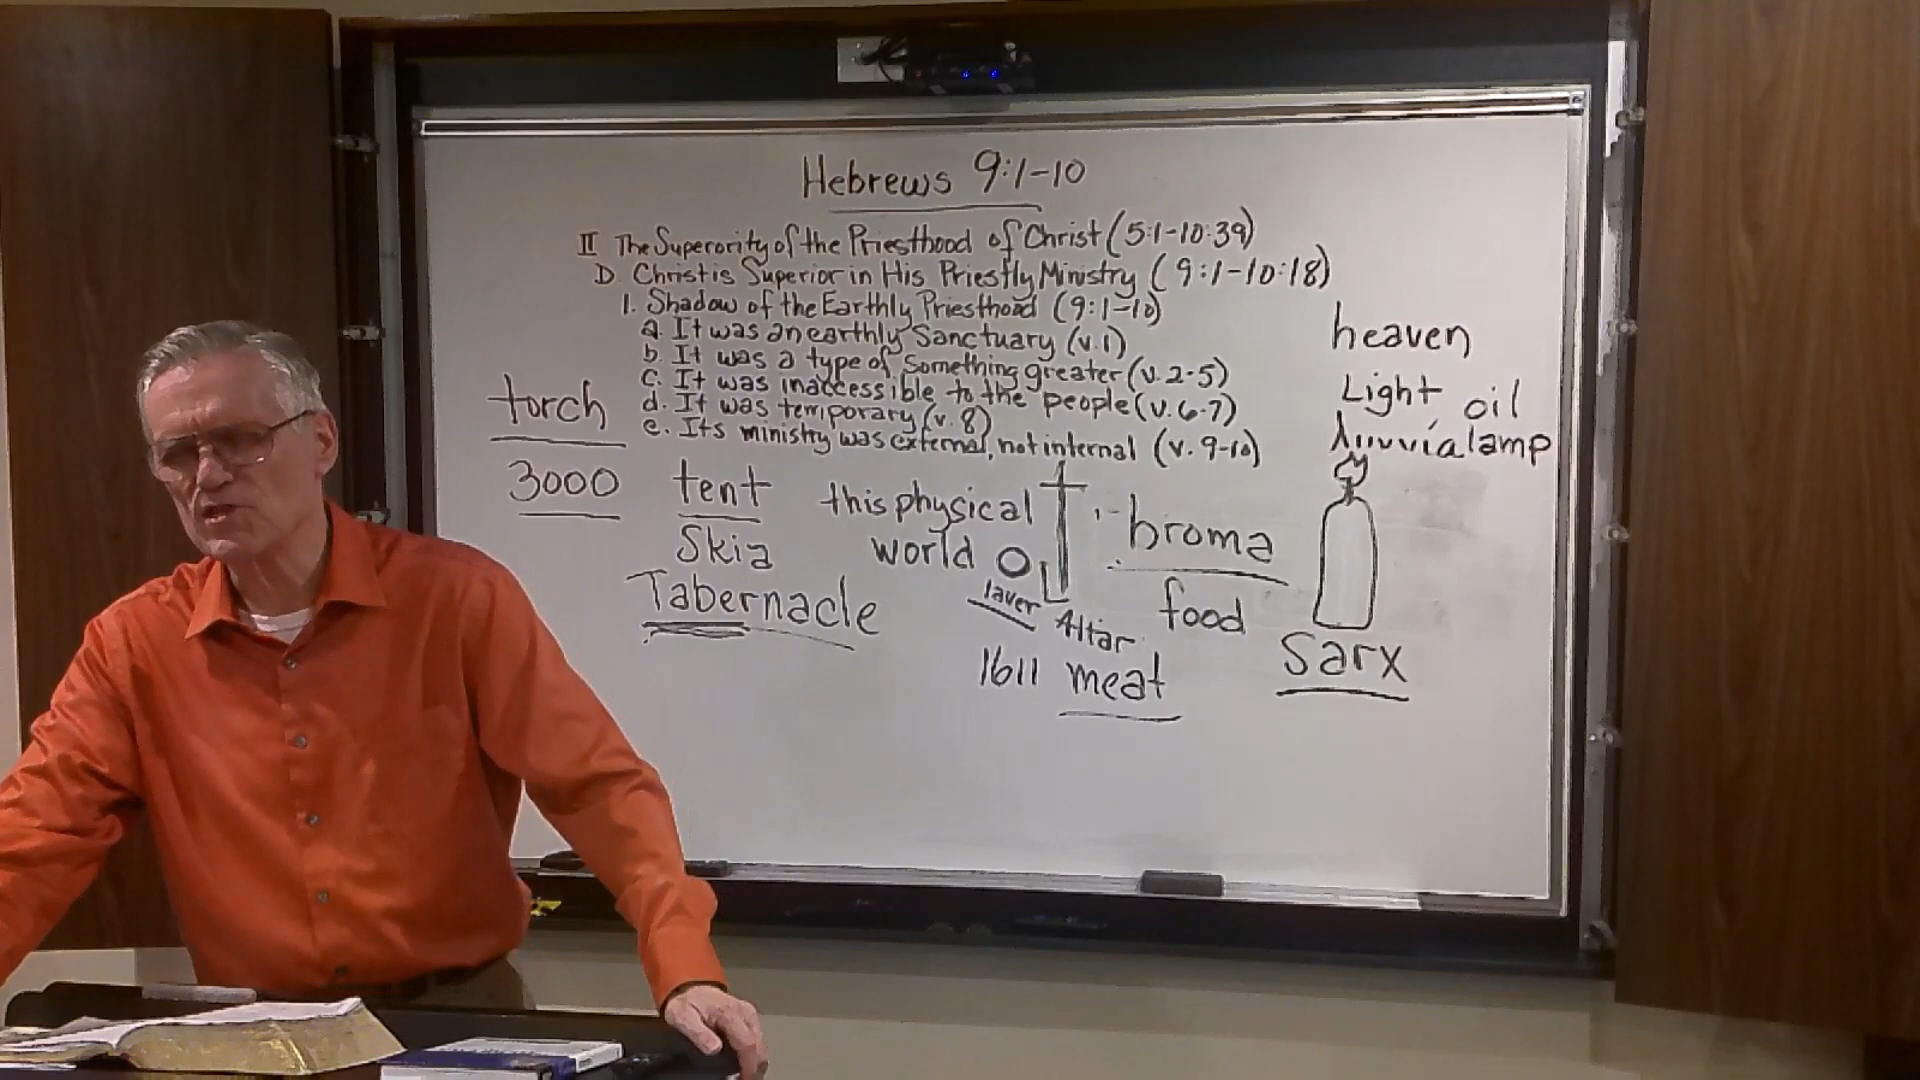 Hebrews 9:1-10
II The Superority of the Priesthood of Christ (5:1-10:39)
D. Christ is Superior in His Priestly Ministry (9:1-10:18)
1. Shadow of the Earthly Priesthood (9:1-10)
a. It was an earthly Sanctuary (v.1)
b. It was a type of Something greater (v.2-5)
c. It was inaccessible to the people (v.6-7)
d. It was temporary (v.8)
e. Its ministry was external, not internal (v.9-10)
heaven
Light oil
lamp
torch
3000
tent
Skia
Tabernacle
this physical
world
laver
Altar
1611 meat
broma
food
Sarx